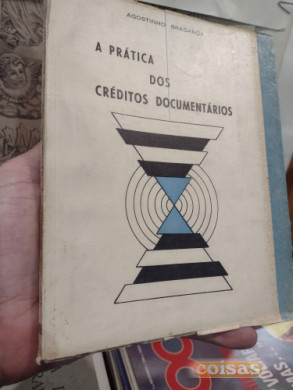 AGOSTINHO BRAGANÇA
A PRÁTICA
DOS
CRÉDITOS DOCUMENTÁRIOS
coisas